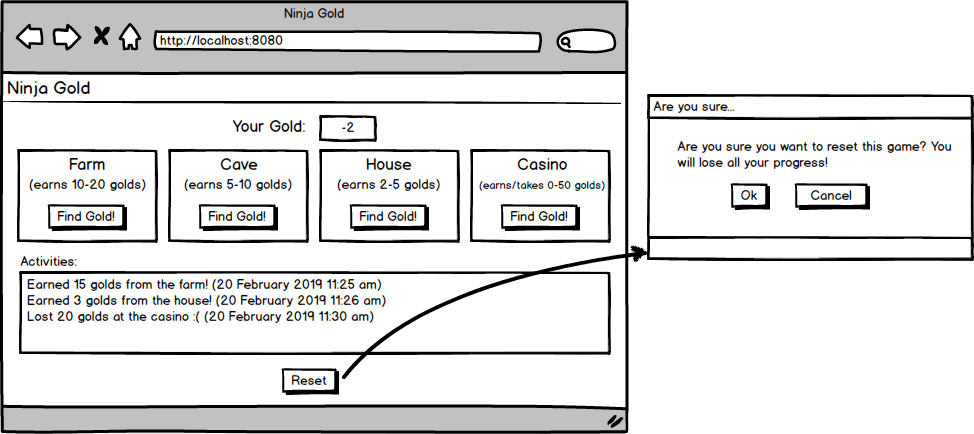 Ninja Gold
http://localhost:8080
Ninja Gold
Your Gold: -2
Farm
(earns 10-20 golds)
Find Gold!
Cave
(earns 5-10 golds)
Find Gold!
House
(earns 2-5 golds)
Find Gold!
Casino
(earns/takes 0-50 golds)
Find Gold!
Activities:
Earned 15 golds from the farm! (20 February 2019 11:25 am)
Earned 3 golds from the house! (20 February 2019 11:26 am)
Lost 20 golds at the casino :( (20 February 2019 11:30 am)
Reset
Are you sure...
Are you sure you want to reset this game? You
will lose all your progress!
Ok
Cancel